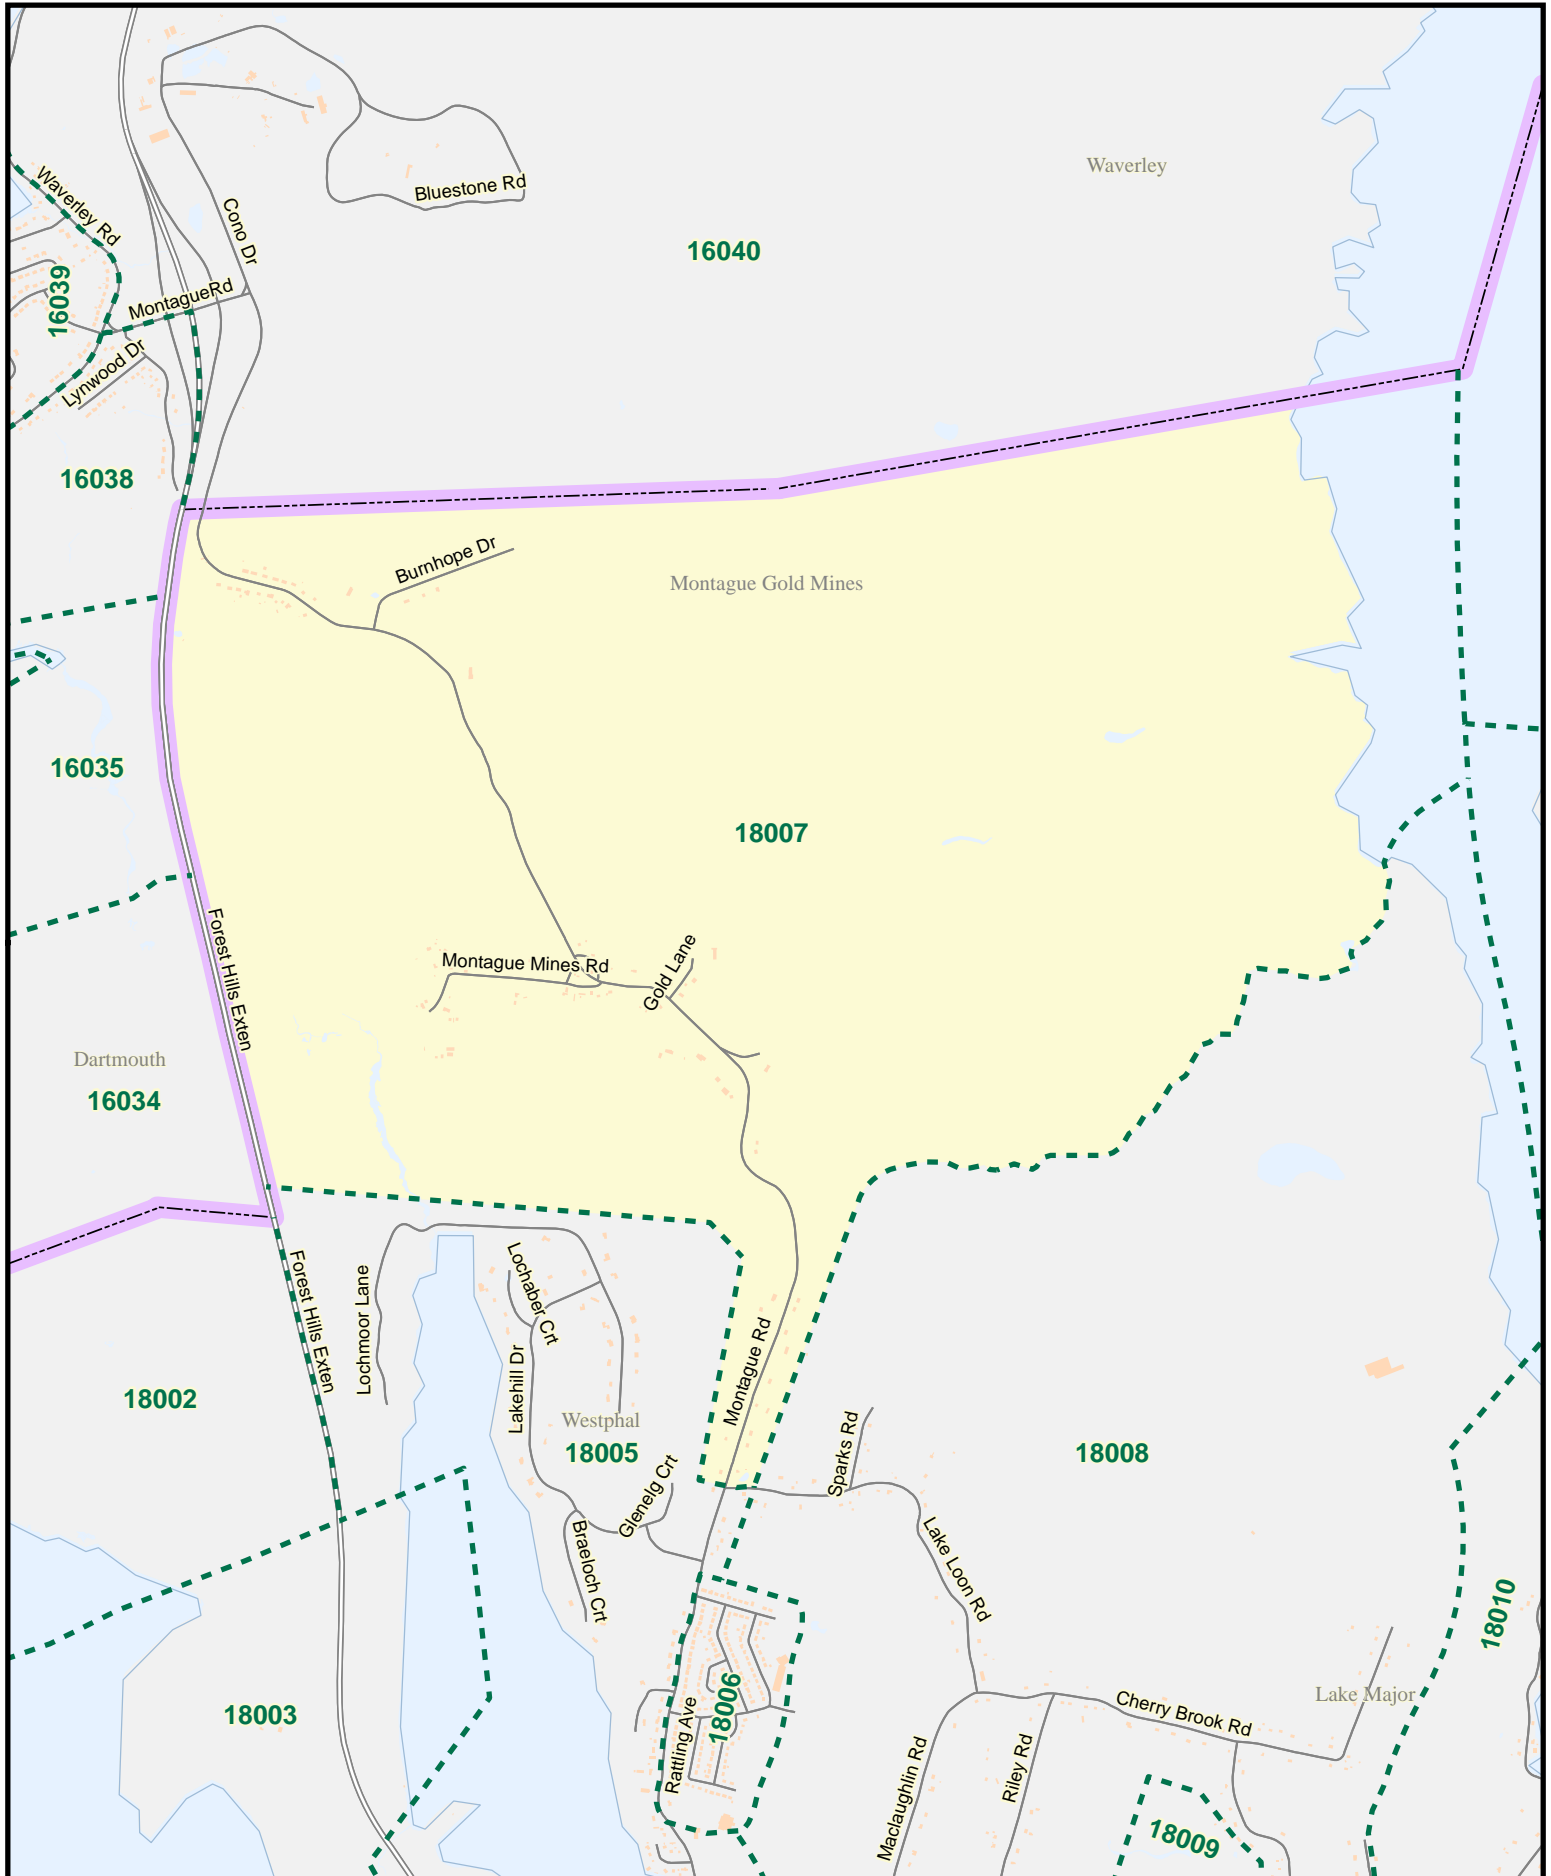 Waverley
Waverley Rd
Bluestone Rd
Cono Dr
16040
16039
MontagueRd
Lynwood Dr
16038
Burnhope Dr
Montague Gold Mines
16035
18007
Forest Hills Exten
Montague Mines Rd
Gold Lane
Dartmouth
16034
Forest Hills Exten
Lochmoor Lane
Lochaber Crt
Lakehill Dr
Montague Rd
18002
Westphal
18005
Sparks Rd
18008
Glenelg Crt
Braeloch Crt
Lake Loon Rd
18010
18003
18006
Rattling Ave
Lake Major
Cherry Brook Rd
Maclaughlin Rd
Riley Rd
18009